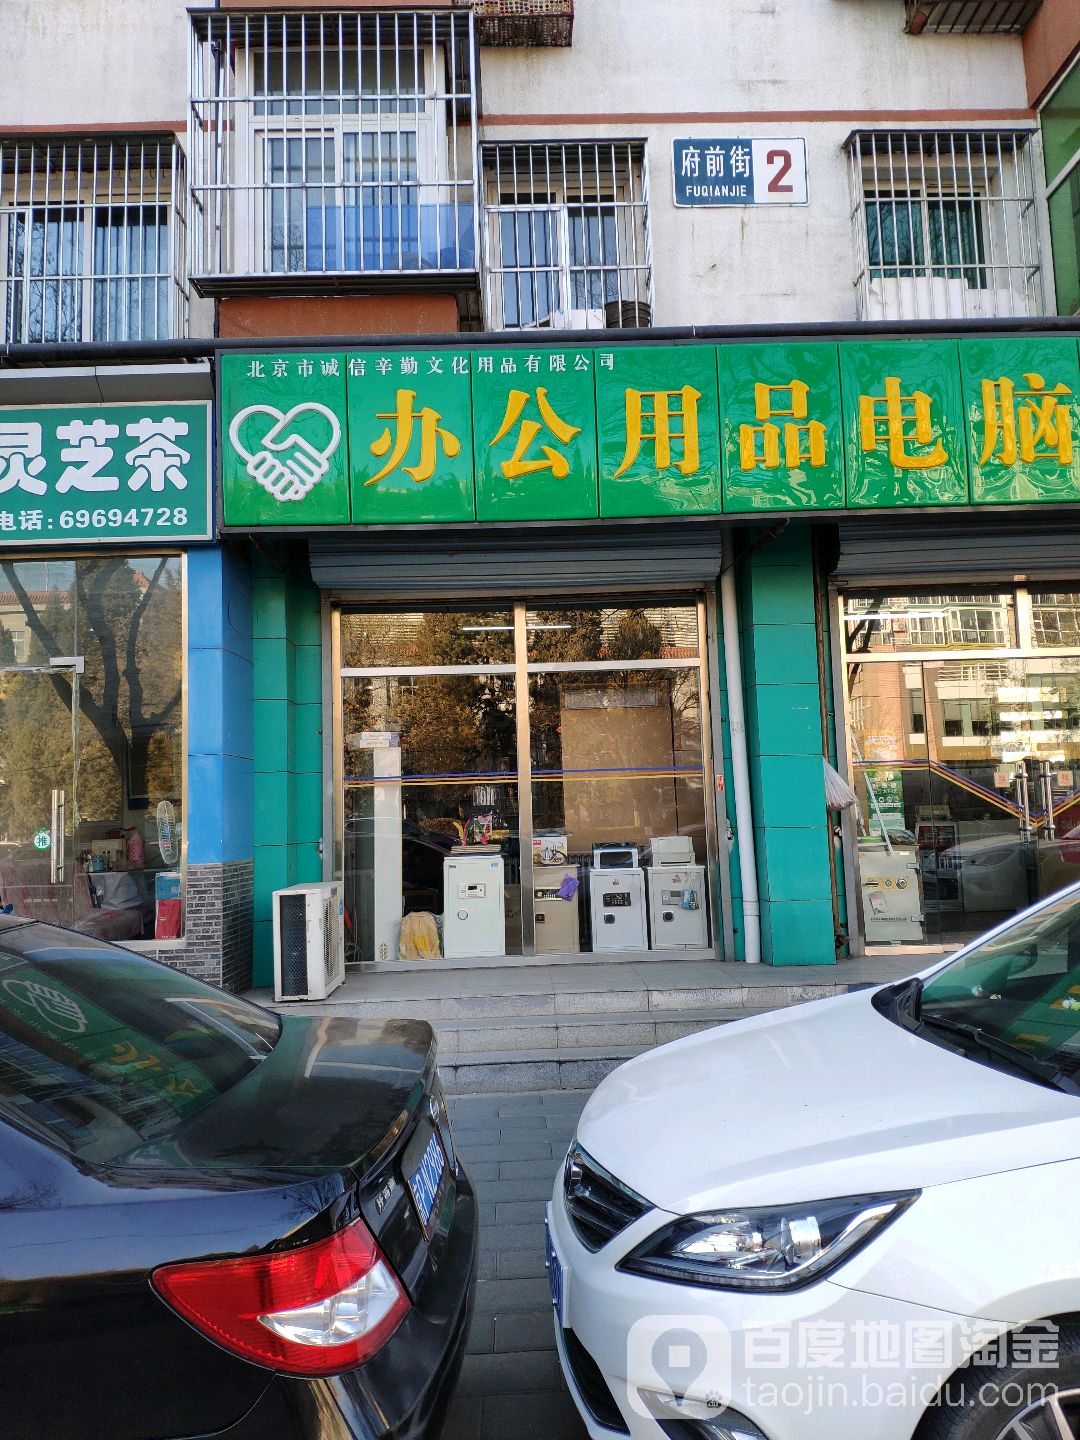 府前街 2
FUQIANJIE
北京市诚信辛勤文化用品有限公司
办公用品电脑
灵芝茶
电话:69694728
推
百度地图淘金
taojin.baidu.com